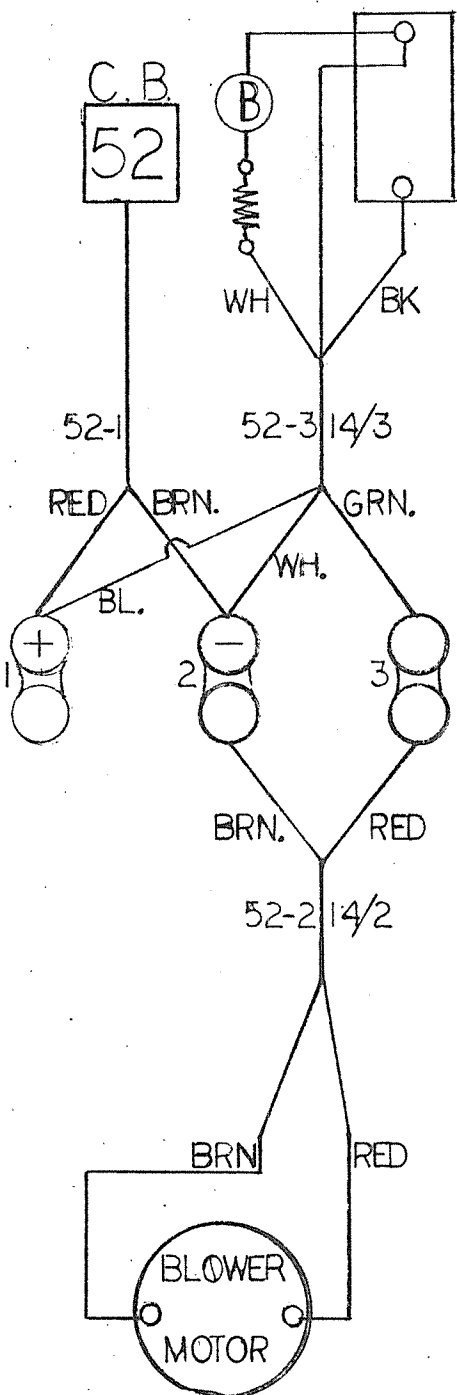 C.B.
52
B
WH
BK
52-1
52-3 14/3
RED BRN.
GRN.
BL.
WH.
+
-
1
2
3
BRN.
RED
52-2 14/2
BRN
RED
BLOWER
MOTOR